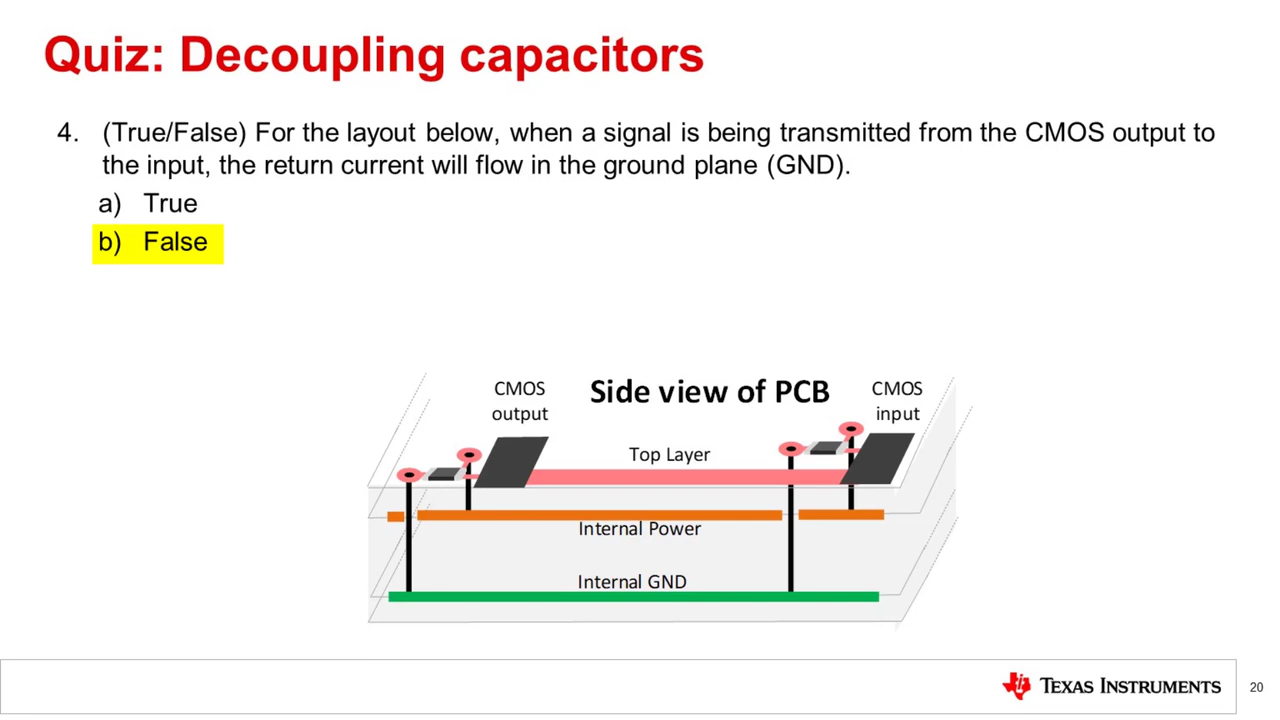 Quiz: Decoupling capacitors
4. (True/False) For the layout below, when a signal is being transmitted from the CMOS output to
the input, the return current will flow in the ground plane (GND).
a) True
b) False
CMOS
output
Side view of PCB
CMOS
input
Top Layer
Internal Power
Internal GND
TEXAS INSTRUMENTS
20